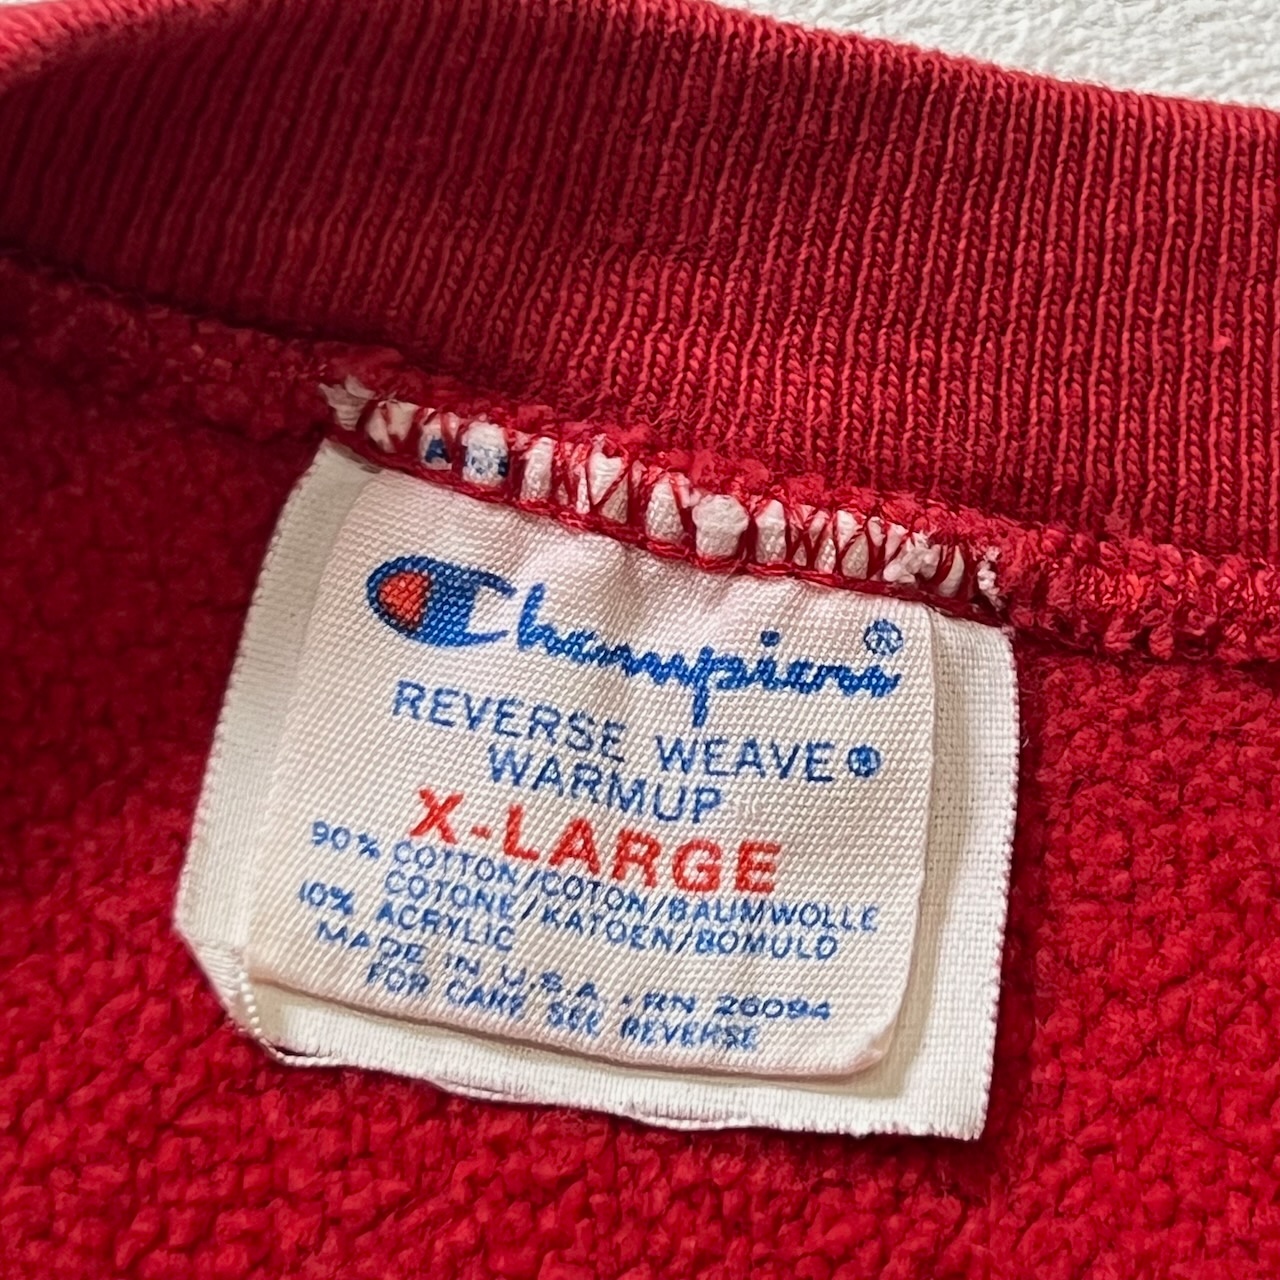 Champion®
REVERSE WEAVE®
WARMUP
X-LARGE
90% COTTON/COTON/BAUMWOLLE
COTONE/KATOEN/BOMULD
10% ACRYLIC
MADE IN U.S.A. - RN 26094
FOR CARE SEE REVERSE